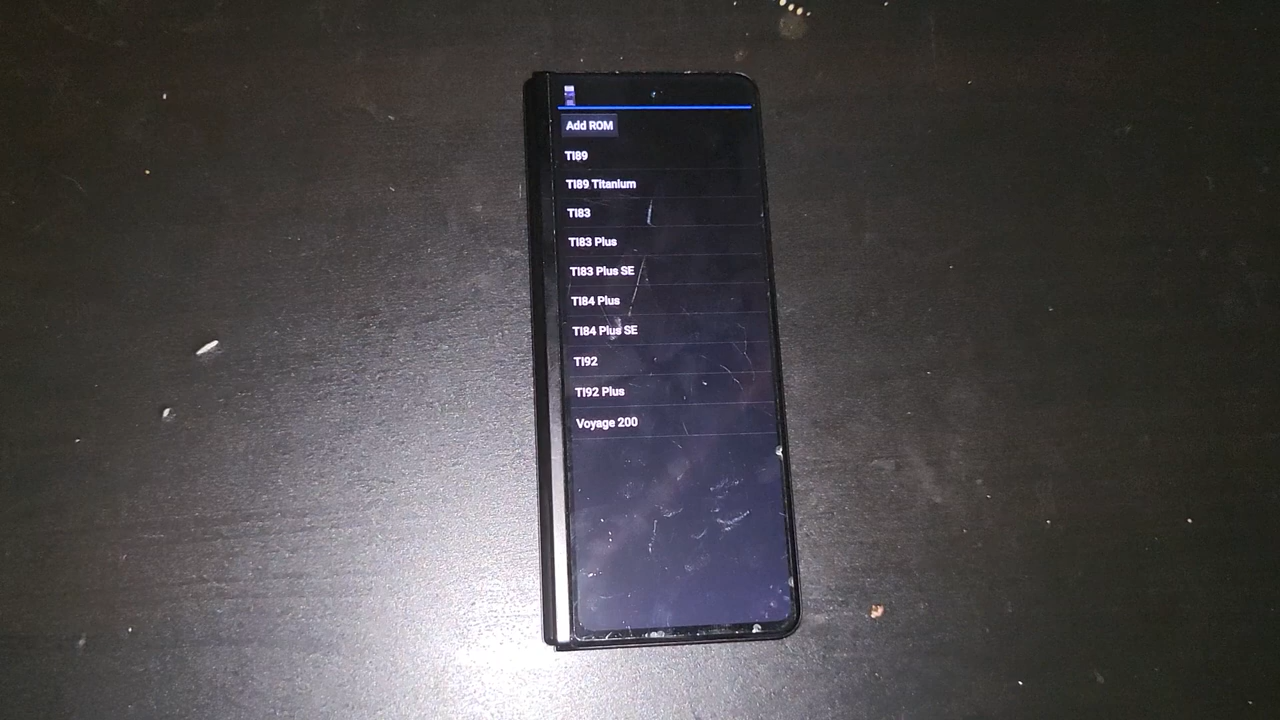 Add ROM
TI89
TI89 Titanium
TI83
TI83 Plus
TI83 Plus SE
TI84 Plus
TI84 Plus SE
TI92
TI92 Plus
Voyage 200